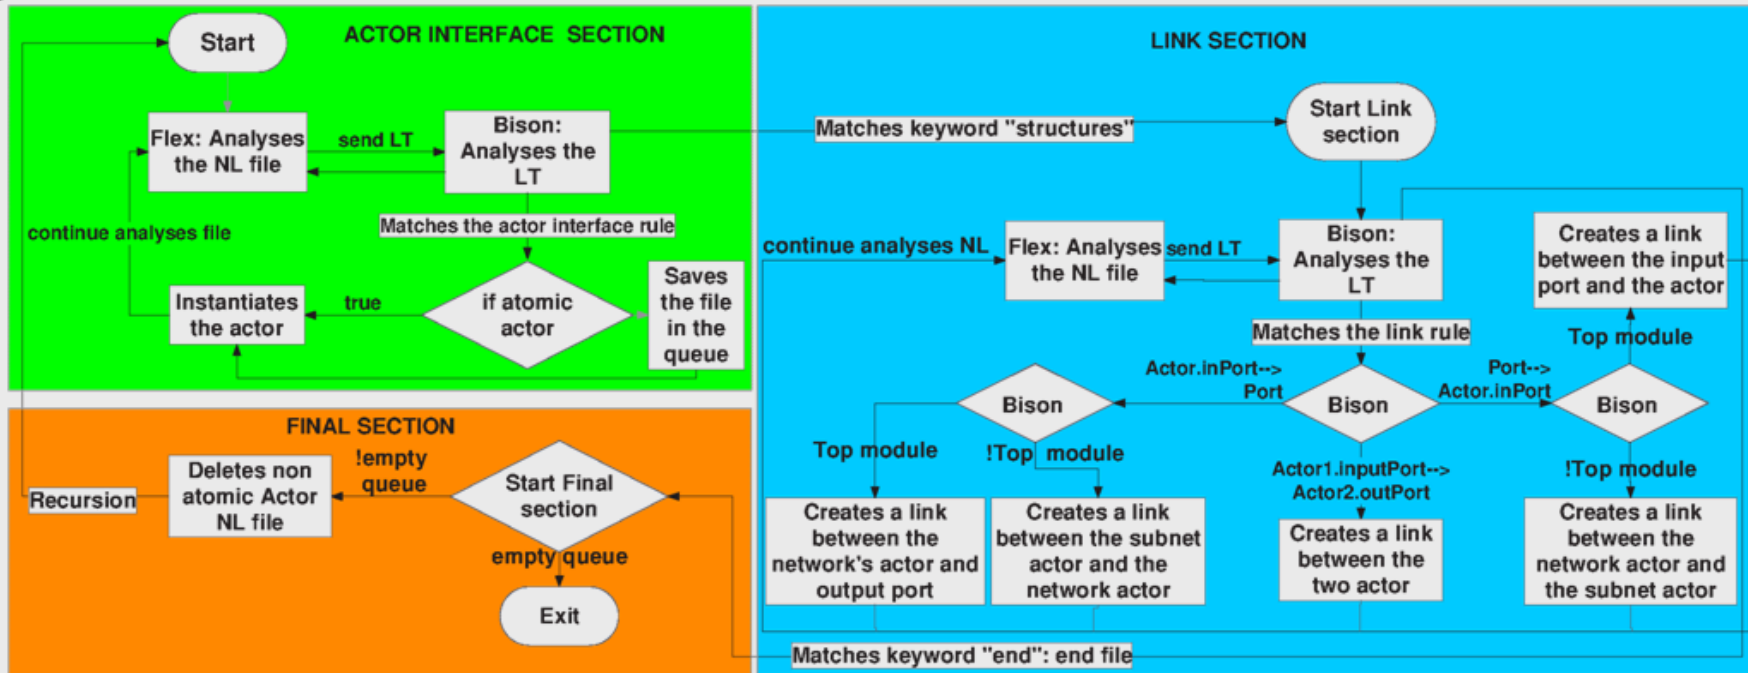 ACTOR INTERFACE SECTION
Start
Flex: Analyses
the NL file
send LT
Bison:
Analyses the
LT
Matches the actor interface rule
continue analyses file
Instantiates
the actor
true
if atomic
actor
Saves
the file
in the
queue
LINK SECTION
Matches keyword "structures"
Start Link
section
continue analyses NL
Flex: Analyses
the NL file
send LT
Bison:
Analyses the
LT
Creates a link
between the input
port and the actor
Matches the link rule
Top module
Actor.inPort-->
Port
Port-->
Actor.inPort
Bison
Bison
Bison
Top module
!Top module
Actor1.inputPort-->
Actor2.outPort
!Top module
Creates a link
between the
network's actor and
output port
Creates a link
between the subnet
actor and the
network actor
Creates a link
between the
two actor
Creates a link
between the
network actor and
the subnet actor
Matches keyword "end": end file
FINAL SECTION
Recursion
Deletes non
atomic Actor
NL file
!empty
queue
Start Final
section
empty queue
Exit